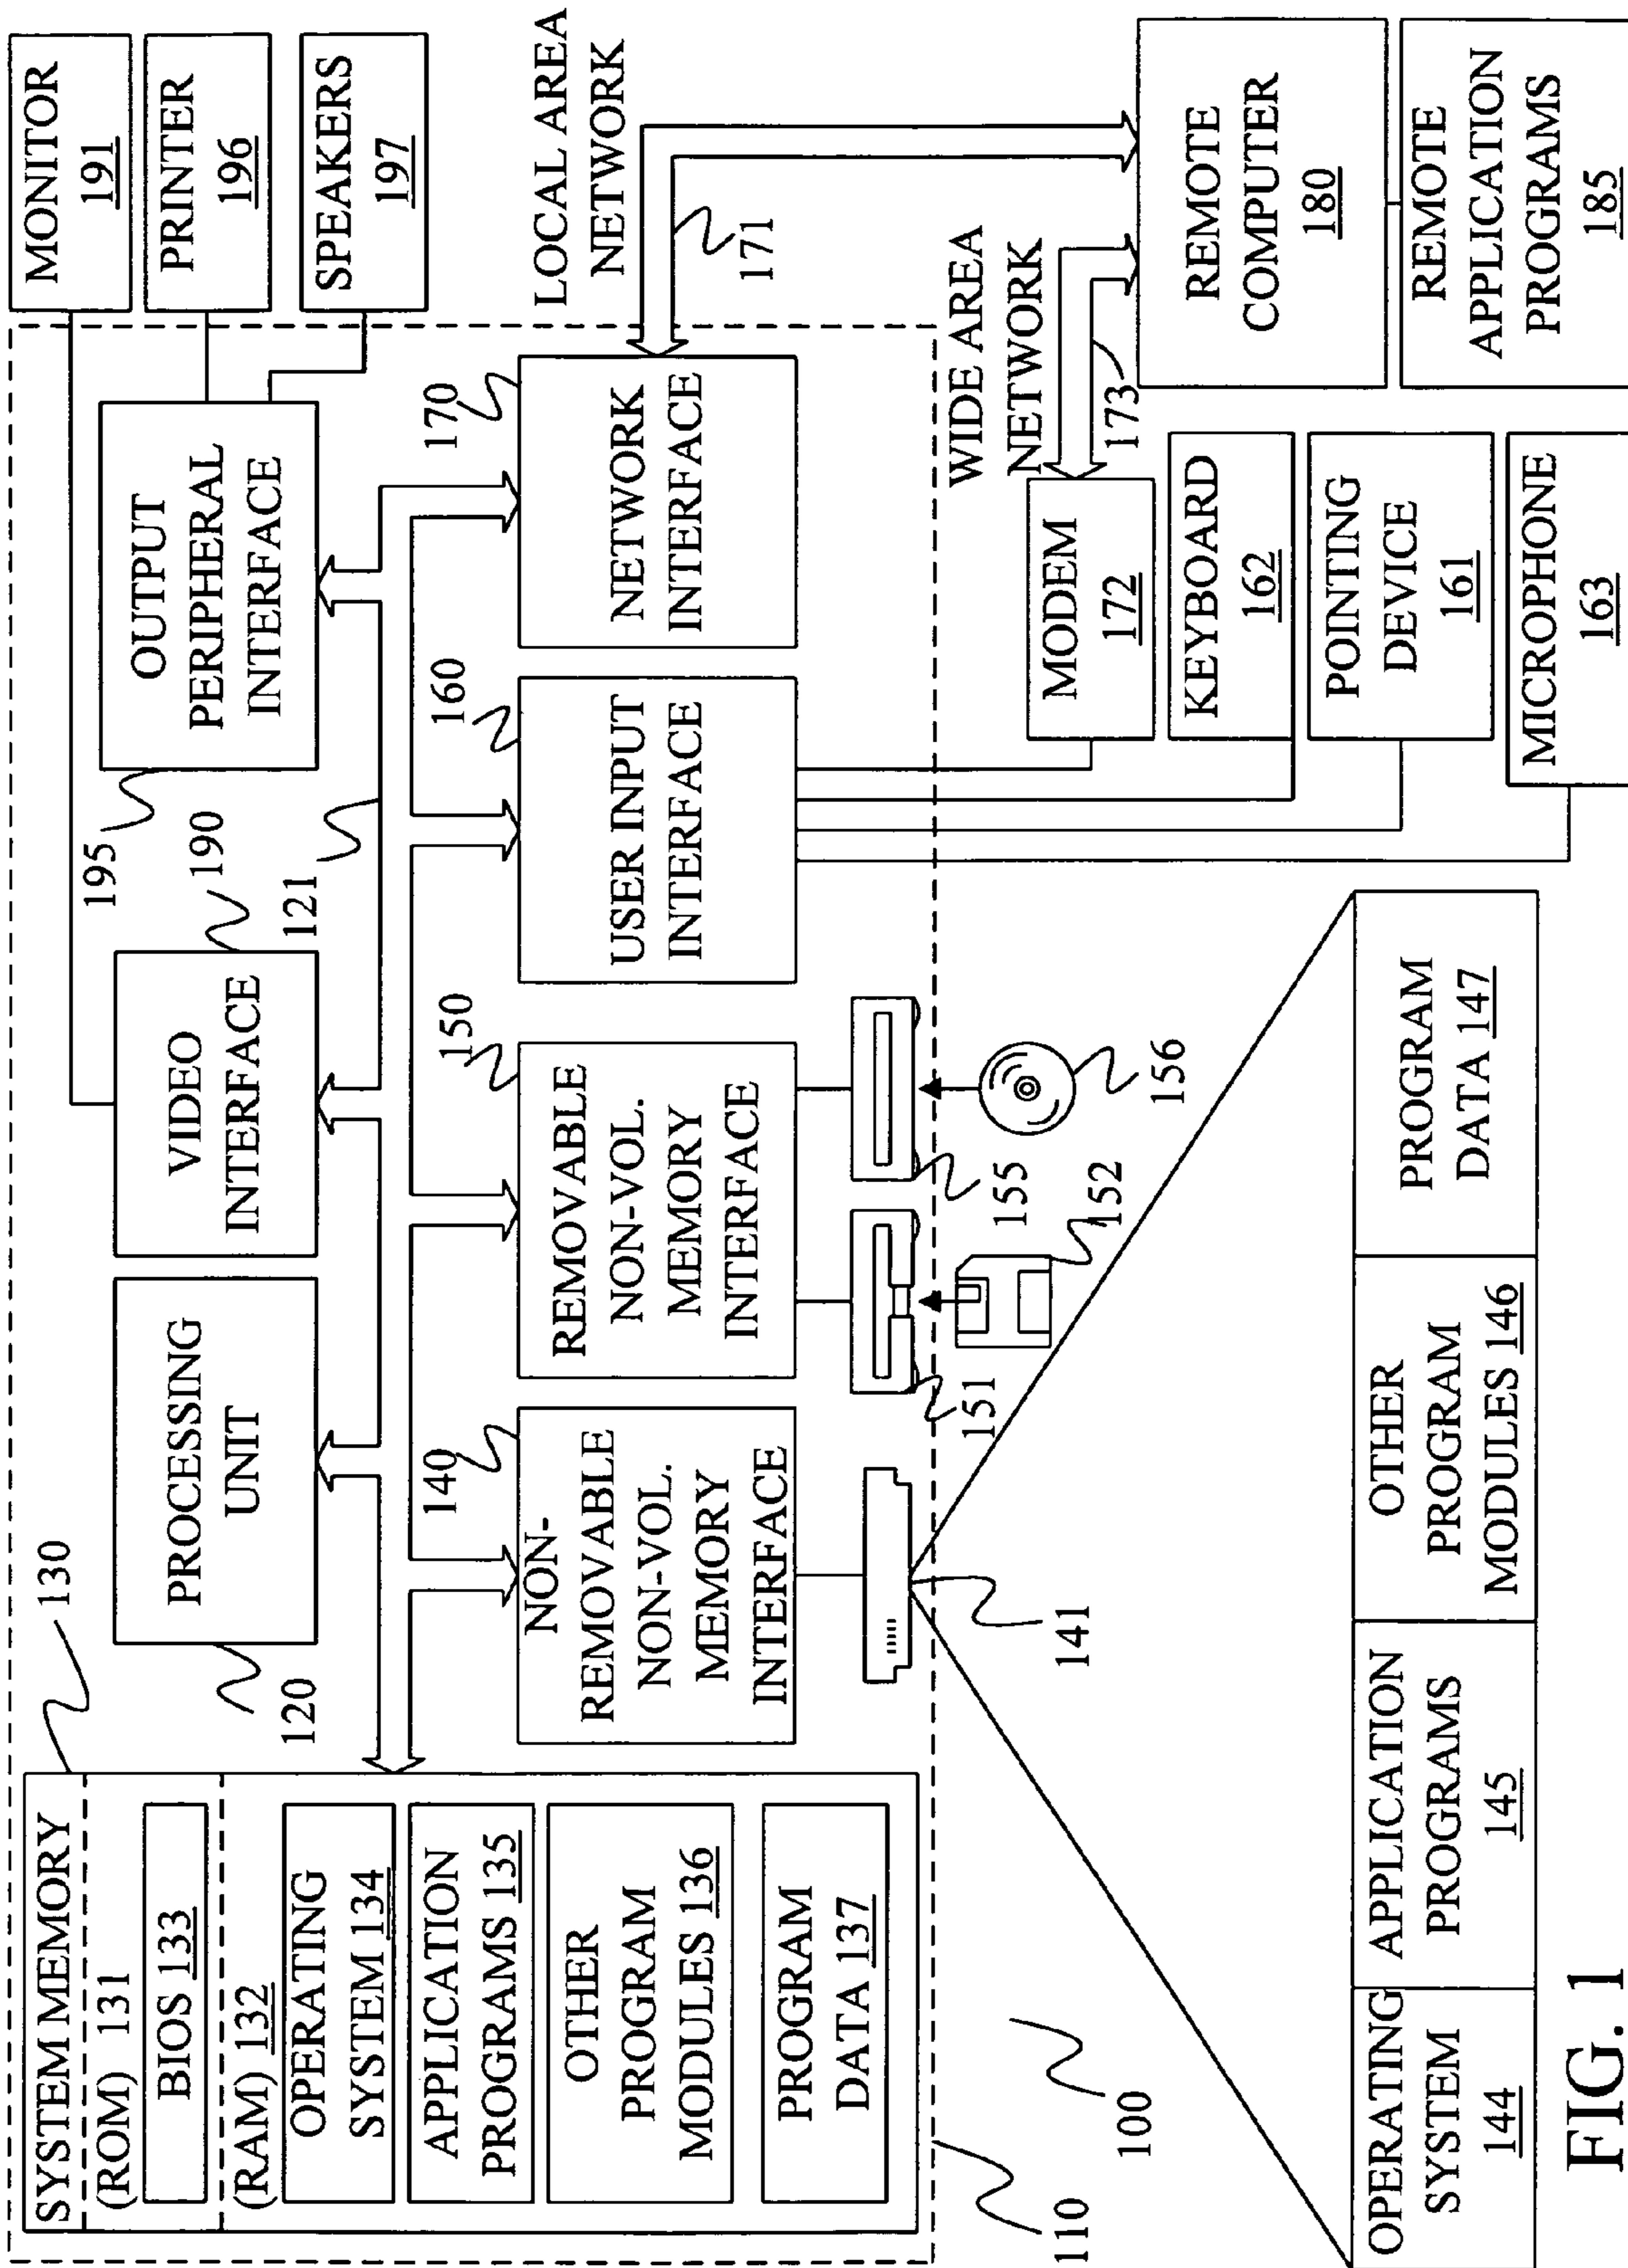 SYSTEM MEMORY
(ROM) 131
BIOS 133
(RAM) 132
OPERATING
SYSTEM 134
APPLICATION
PROGRAMS 135
OTHER
PROGRAM
MODULES 136
PROGRAM
DATA 137
130
PROCESSING
UNIT
120
VIDEO
INTERFACE
190
121
OUTPUT
PERIPHERAL
INTERFACE
195
MONITOR
191
PRINTER
196
SPEAKERS
197
NON-
REMOVABLE
NON-VOL.
MEMORY
INTERFACE
140
REMOVABLE
NON-VOL.
MEMORY
INTERFACE
150
USER INPUT
INTERFACE
160
NETWORK
INTERFACE
170
LOCAL AREA
NETWORK
171
141
151
152
155
156
WIDE AREA
NETWORK
173
MODEM
172
KEYBOARD
162
POINTING
DEVICE
161
MICROPHONE
163
REMOTE
COMPUTER
180
REMOTE
APPLICATION
PROGRAMS
185
110
100
OPERATING
SYSTEM
144
APPLICATION
PROGRAMS
145
OTHER
PROGRAM
MODULES 146
PROGRAM
DATA 147
FIG. 1